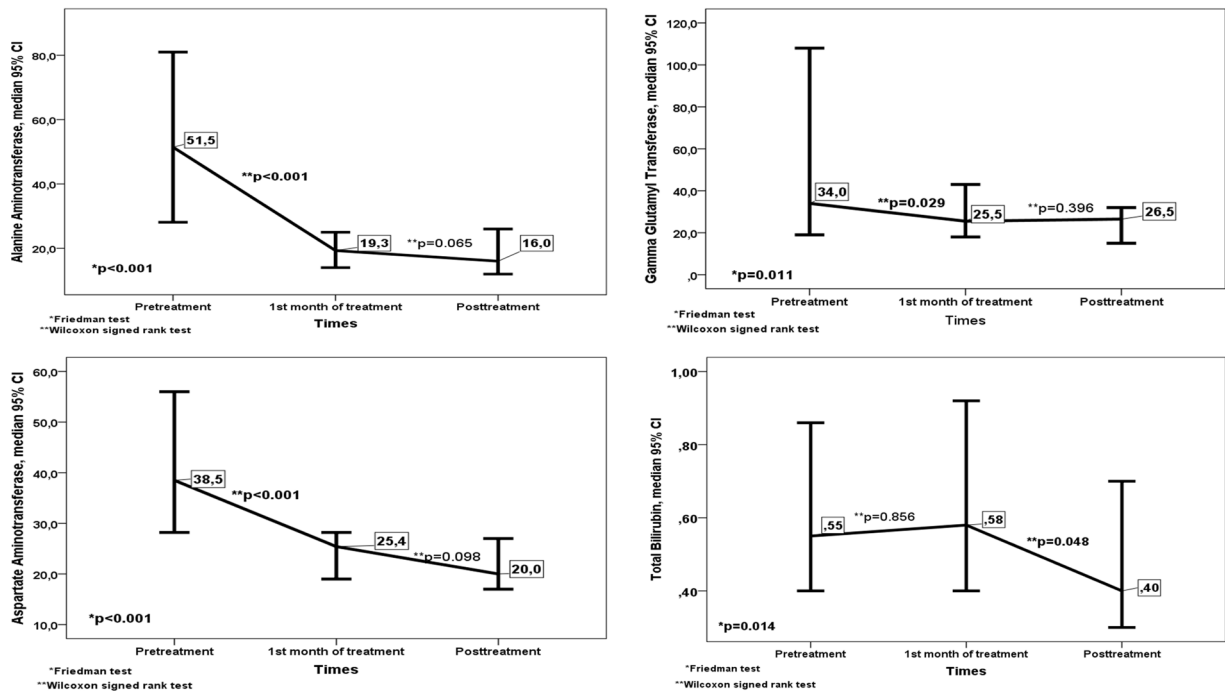 Alanine Aminotransferase, median 95% CI
80,0
60,0
40,0
20,0
51,5
**p<0.001
19,3
**p=0.065
16,0
*p<0.001
Pretreatment
1st month of treatment
Posttreatment
Times
*Friedman test
**Wilcoxon signed rank test
Gamma Glutamyl Transferase, median 95% CI
120,0
100,0
80,0
60,0
40,0
20,0
,0
34,0
**p=0.029
25,5
**p=0.396
26,5
*p=0.011
Pretreatment
1st month of treatment
Posttreatment
Times
*Friedman test
**Wilcoxon signed rank test
Aspartate Aminotransferase, median 95% CI
60,0
50,0
40,0
30,0
20,0
10,0
38,5
**p<0.001
25,4
**p=0.098
20,0
*p<0.001
Pretreatment
1st month of treatment
Posttreatment
Times
*Friedman test
**Wilcoxon signed rank test
Total Bilirubin, median 95% CI
1,00
,80
,60
,40
,55
**p=0.856
,58
**p=0.048
,40
*p=0.014
Pretreatment
1st month of treatment
Posttreatment
Times
*Friedman test
**Wilcoxon signed rank test